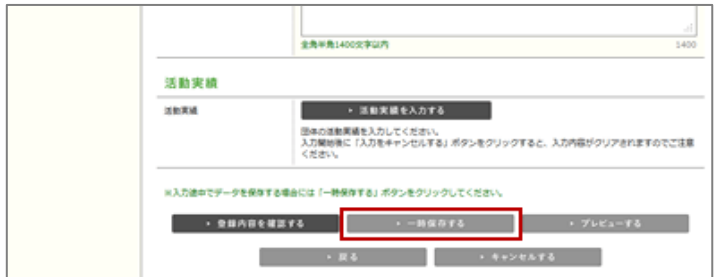 全角半角1400文字以内 1400
活動実績
活動実績
・ 活動実績を入力する
団体の活動実績を入力してください。
入力開始後に「入力をキャンセルする」ボタンをクリックすると、入力内容がクリアされますのでご注意
ください。
※入力途中でデータを保存する場合には「一時保存する」ボタンをクリックしてください。
・ 登録内容を確認する ・ 一時保存する ・ プレビューする
・ 戻る ・ キャンセルする